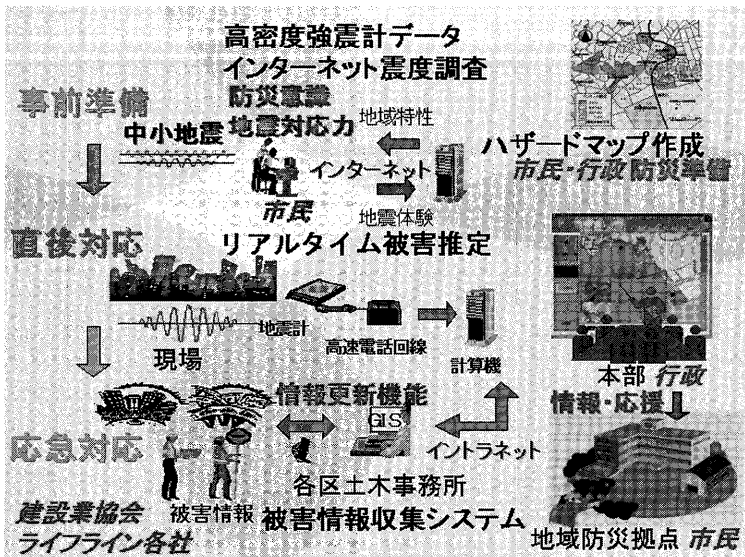 高密度強震計データ
インターネット震度調査
防災意識
地震対応力
事前準備
中小地震
地域特性
インターネット
市民
地震体験
ハザードマップ作成
市民・行政 防災準備
直後対応
リアルタイム被害推定
地震計
現場
高速電話回線
計算機
本部 行政
情報・応援
応急対応
情報更新機能
GIS
イントラネット
各区土木事務所
建設業協会
ライフライン各社
被害情報
被害情報収集システム
地域防災拠点 市民